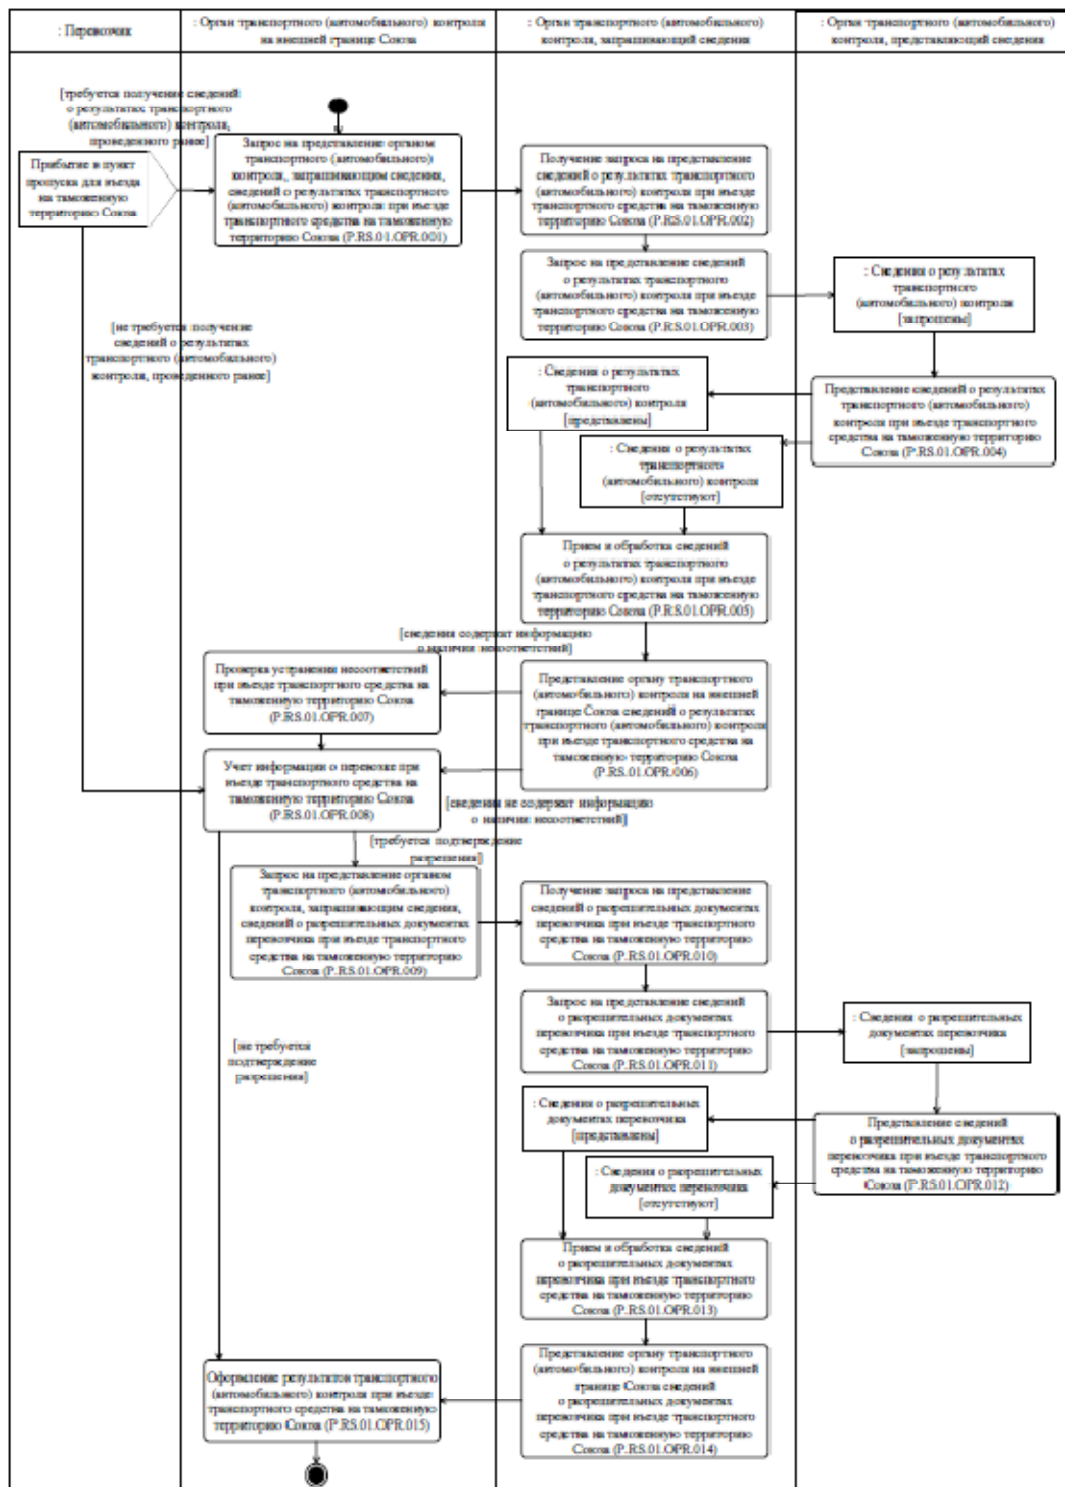 : Перевозчик
: Орган транспортного (автомобильного) контроля
на внешней границе Союза
: Орган транспортного (автомобильного)
контроля, запрашивающий сведения
: Орган транспортного (автомобильного)
контроля, представляющий сведения
[требуется получение сведений
о результатах транспортного
(автомобильного) контроля,
проведенного ранее]
Прибытие в пункт
пропуска для въезда
на таможенную
территорию Союза
Запрос на представление органом
транспортного (автомобильного)
контроля, запрашивающим сведения,
сведений о результатах транспортного
(автомобильного) контроля при въезде
транспортного средства на таможенную
территорию Союза (P.RS.01.OPR.001)
Получение запроса на представление
сведений о результатах транспортного
(автомобильного) контроля при въезде
транспортного средства на таможенную
территорию Союза (P.RS.01.OPR.002)
Запрос на представление сведений
о результатах транспортного
(автомобильного) контроля при въезде
транспортного средства на таможенную
территорию Союза (P.RS.01.OPR.003)
: Сведения о результатах
транспортного
(автомобильного) контроля
[запрошены]
[не требуется получение
сведений о результатах
транспортного (автомобильного)
контроля, проведенного ранее]
: Сведения о результатах
транспортного
(автомобильного) контроля
[представлены]
Представление сведений о результатах
транспортного (автомобильного)
контроля при въезде транспортного
средства на таможенную территорию
Союза (P.RS.01.OPR.004)
: Сведения о результатах
транспортного
(автомобильного) контроля
[отсутствуют]
Прием и обработка сведений
о результатах транспортного
(автомобильного) контроля при въезде
транспортного средства на таможенную
территорию Союза (P.RS.01.OPR.005)
[сведения содержат информацию
о наличии несоответствий]
Проверка устранения несоответствий
при въезде транспортного средства на
таможенную территорию Союза
(P.RS.01.OPR.007)
Представление органу транспортного
(автомобильного) контроля на внешней
границе Союза сведений о результатах
транспортного (автомобильного) контроля
при въезде транспортного средства на
таможенную территорию Союза
(P.RS.01.OPR.006)
Учет информации о перевозке при
въезде транспортного средства на
таможенную территорию Союза
(P.RS.01.OPR.008)
[сведения не содержат информацию
о наличии несоответствий]
[требуется подтверждение
разрешения]
Запрос на представление органом
транспортного (автомобильного)
контроля, запрашивающим сведения,
сведений о разрешительных документах
перевозчика при въезде транспортного
средства на таможенную территорию
Союза (P.RS.01.OPR.009)
Получение запроса на представление
сведений о разрешительных документах
перевозчика при въезде транспортного
средства на таможенную территорию
Союза (P.RS.01.OPR.010)
Запрос на представление сведений
о разрешительных документах
перевозчика при въезде транспортного
средства на таможенную территорию
Союза (P.RS.01.OPR.011)
: Сведения о разрешительных
документах перевозчика
[запрошены]
[не требуется
подтверждение
разрешения]
: Сведения о разрешительных
документах перевозчика
[представлены]
Представление сведений
о разрешительных документах
перевозчика при въезде транспортного
средства на таможенную территорию
Союза (P.RS.01.OPR.012)
: Сведения о разрешительных
документах перевозчика
[отсутствуют]
Прием и обработка сведений
о разрешительных документах
перевозчика при въезде транспортного
средства на таможенную территорию
Союза (P.RS.01.OPR.013)
Представление органу транспортного
(автомобильного) контроля на внешней
границе Союза сведений
о разрешительных документах
перевозчика при въезде транспортного
средства на таможенную территорию
Союза (P.RS.01.OPR.014)
Оформление результатов транспортного
(автомобильного) контроля при въезде
транспортного средства на таможенную
территорию Союза (P.RS.01.OPR.015)